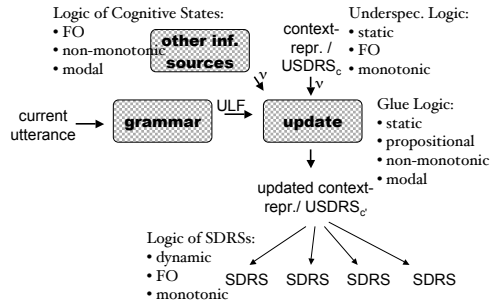 Logic of Cognitive States:
• FO
• non-monotonic
• modal
other inf.
sources
context-
repr. /
USDRSc
Underspec. Logic:
• static
• FO
• monotonic
ν
ν
current
utterance
grammar
ULF
update
Glue Logic:
• static
• propositional
• non-monotonic
• modal
updated context-
repr./ USDRSc'
Logic of SDRSs:
• dynamic
• FO
• monotonic
SDRS SDRS SDRS SDRS